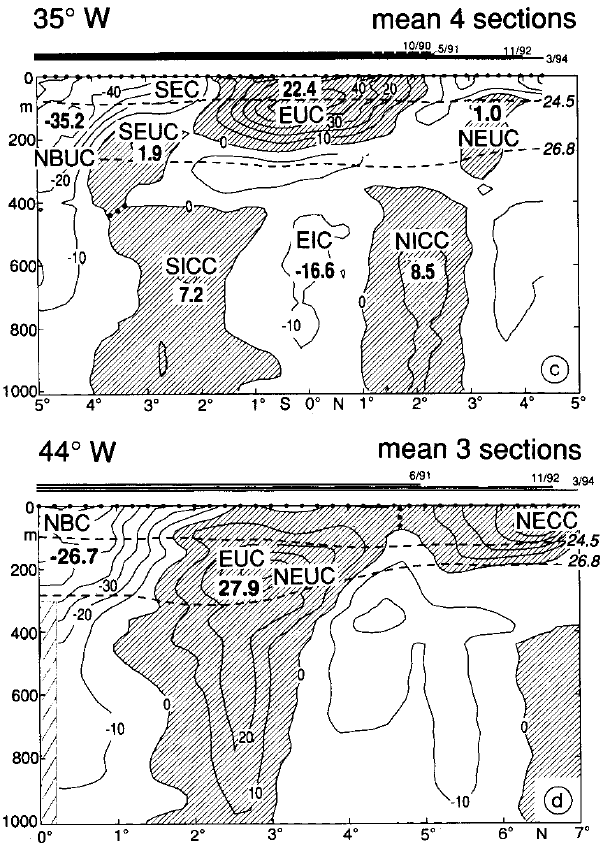 35° W mean 4 sections
10/90 5/91 11/92 3/94
0
m
200
400
600
800
1000
40 SEC 22.4 40 20
-35.2 EUC 30 1.0 24.5
SEUC 10 NEUC
NBUC 1.9 0 26.8
-20
0
-10 EIC NICC
SICC -16.6 8.5
7.2 0
-10
c
5° 4° 3° 2° 1° S 0° N 1° 2° 3° 4° 5°
44° W mean 3 sections
6/91 11/92 3/94
0
m
200
400
600
800
1000
NBC NECC
-26.7 24.5
EUC NEUC 26.8
-30 27.9
-20
0 0
-10 0
20
10 -10
d
0° 1° 2° 3° 4° 5° 6° N 7°